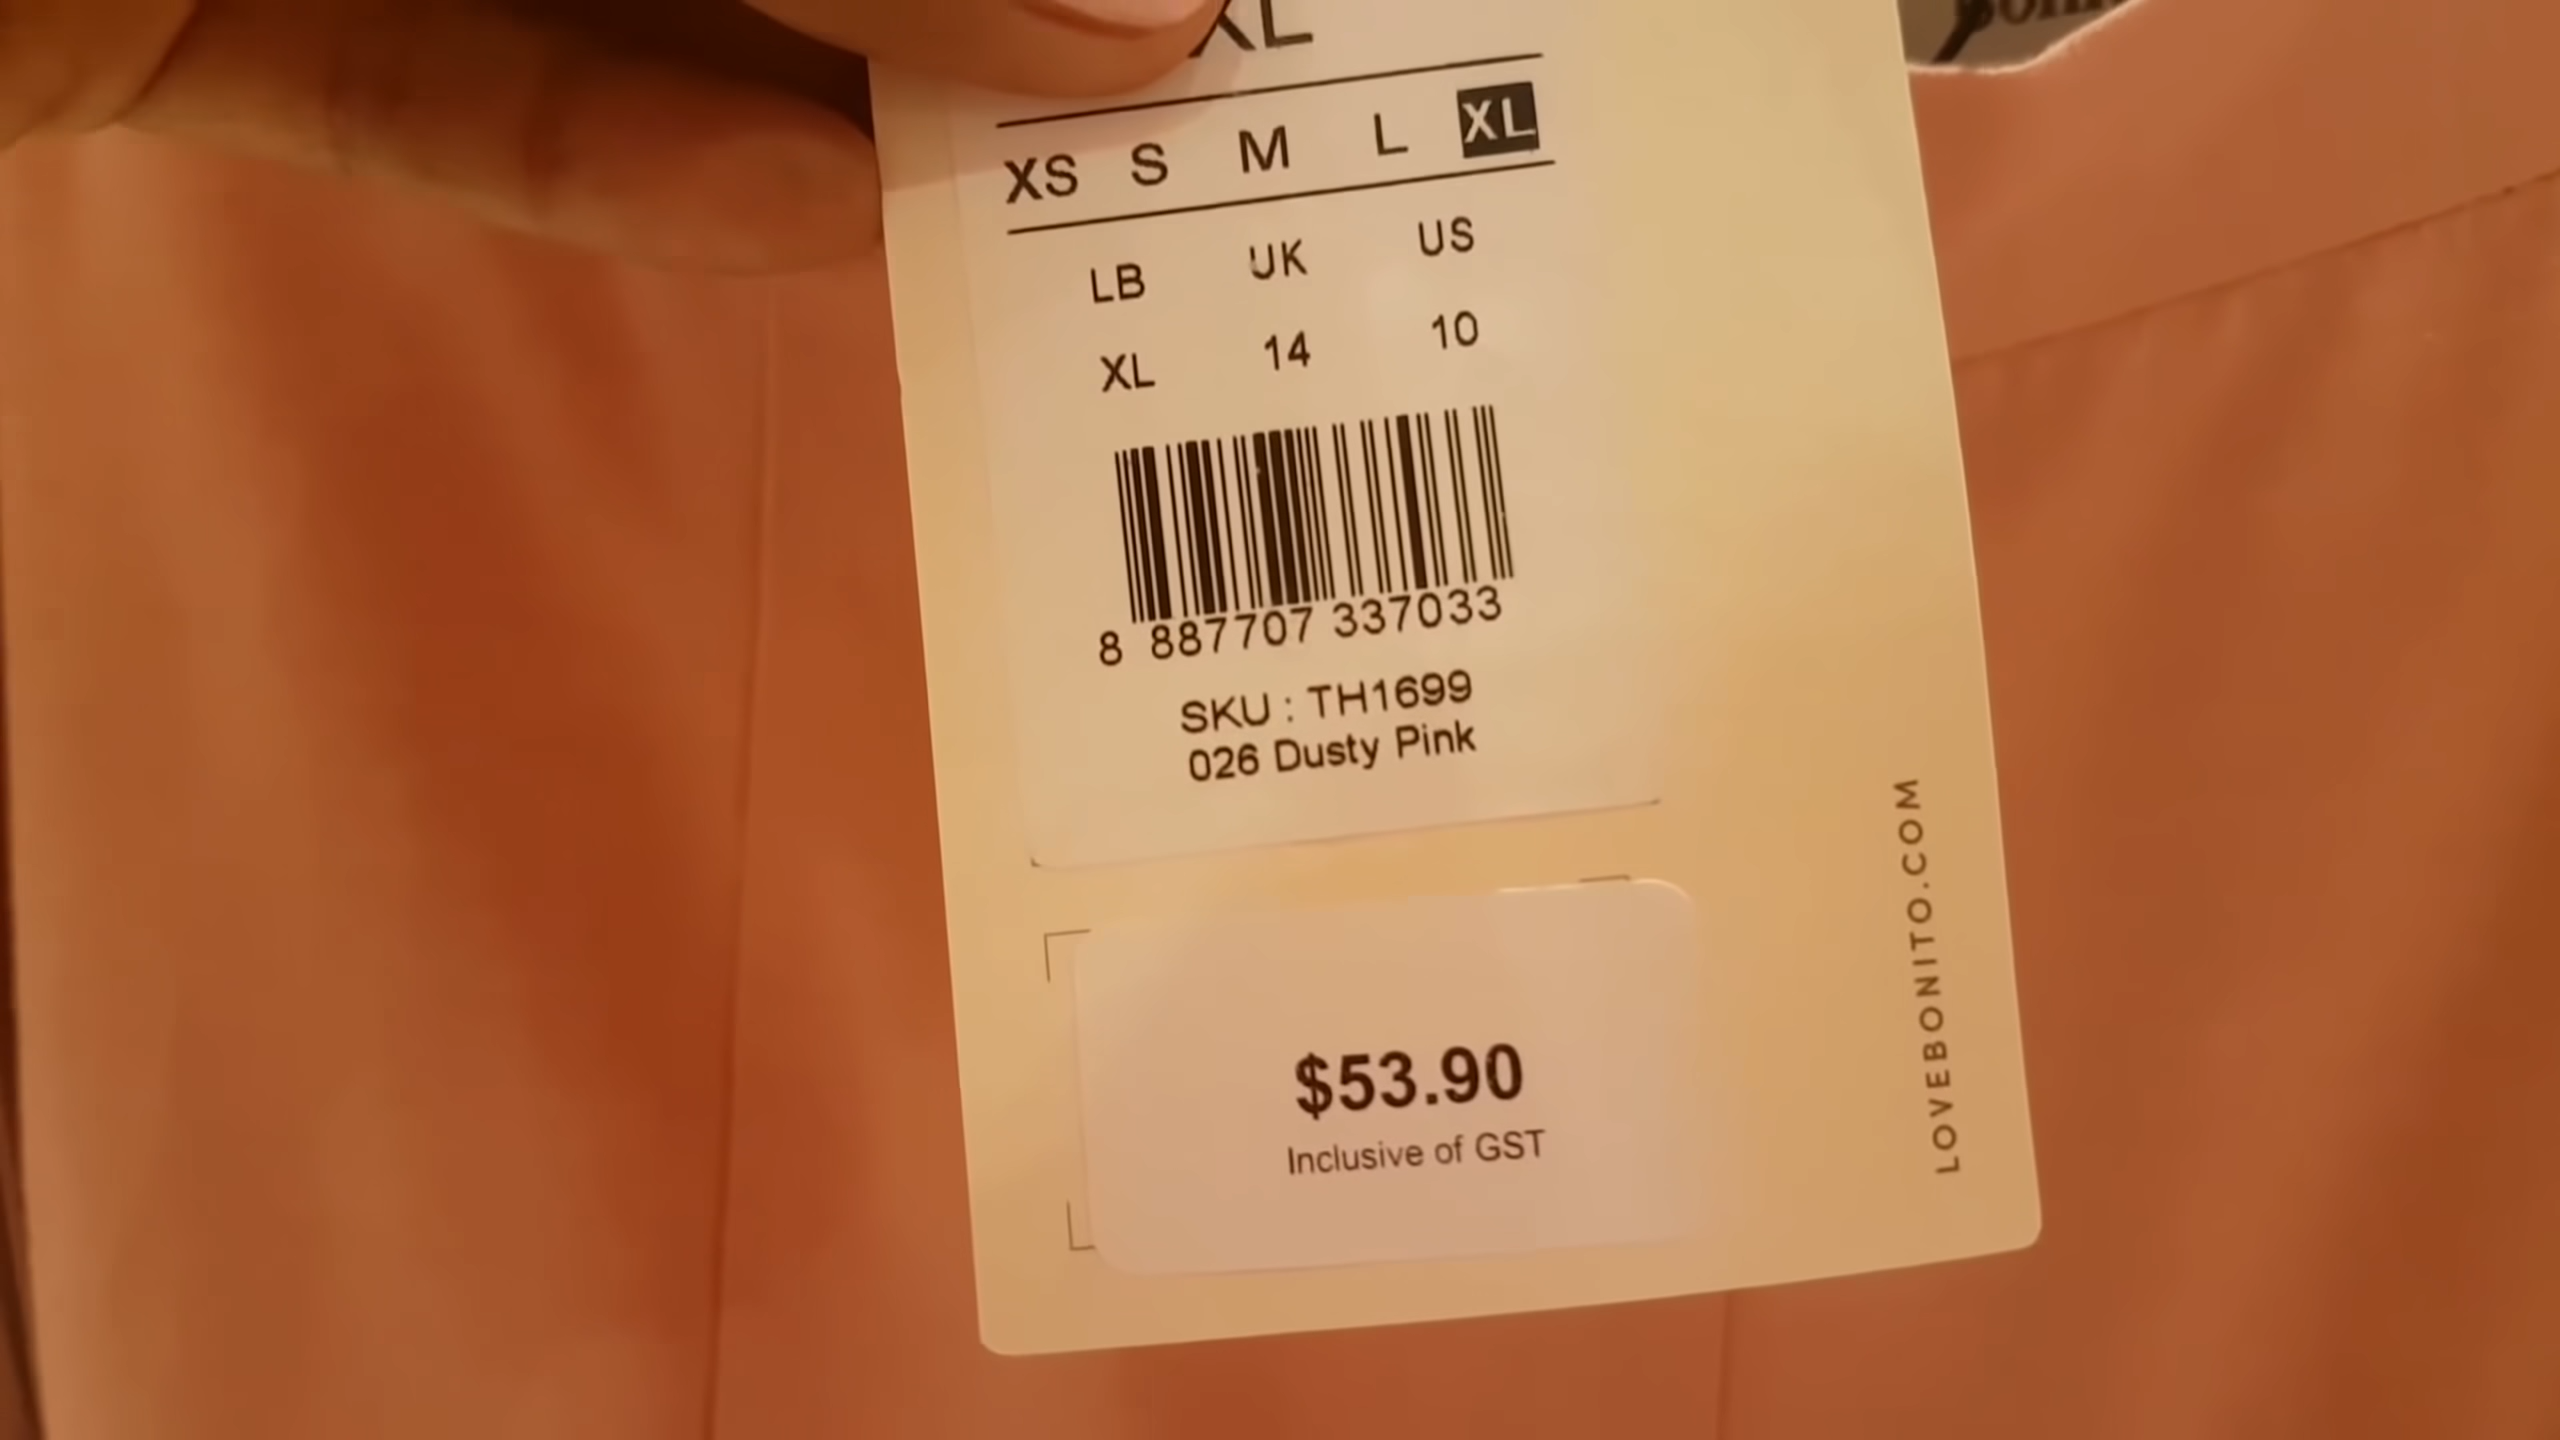 XL
XS S M L XL
LB UK US
XL 14 10
8 887707 337033
SKU : TH1699
026 Dusty Pink
$53.90
Inclusive of GST
LOVEBONITO.COM